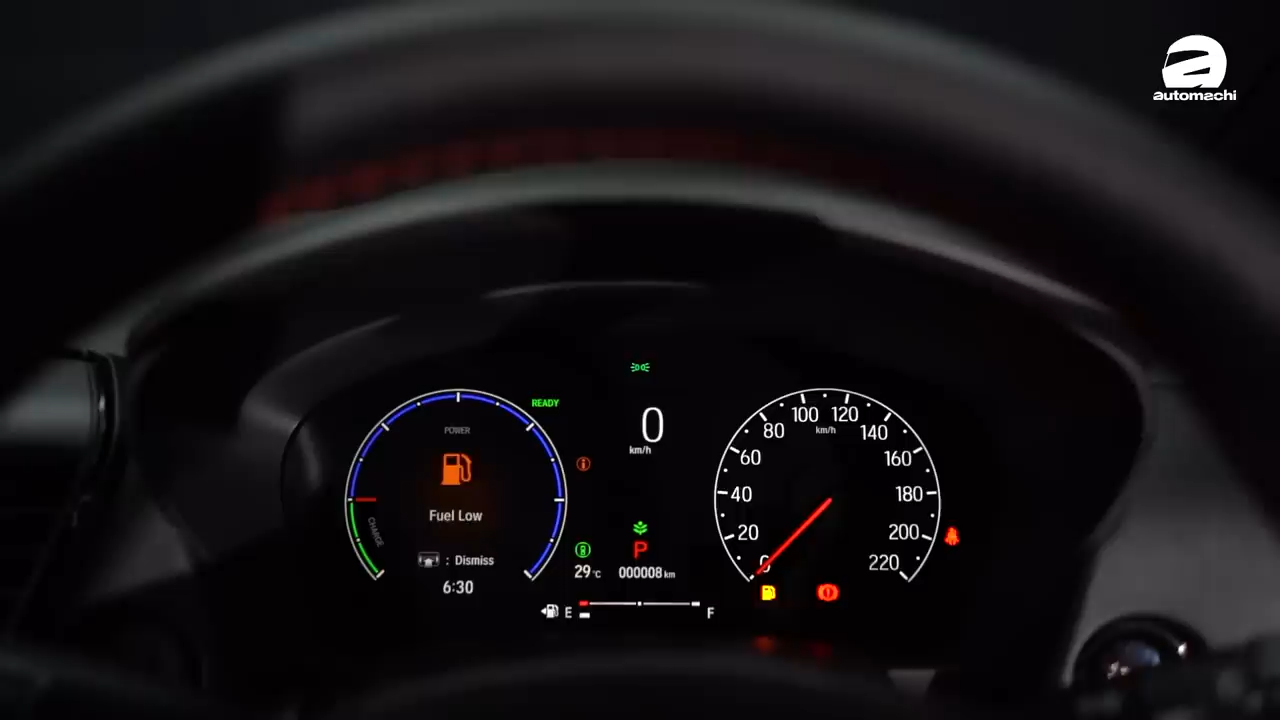 automachi
READY
POWER
0
km/h
Fuel Low
CHARGE
: Dismiss
6:30
29°C
P
000008 km
E
F
0
20
40
60
80
100
120
140
160
180
200
220
km/h